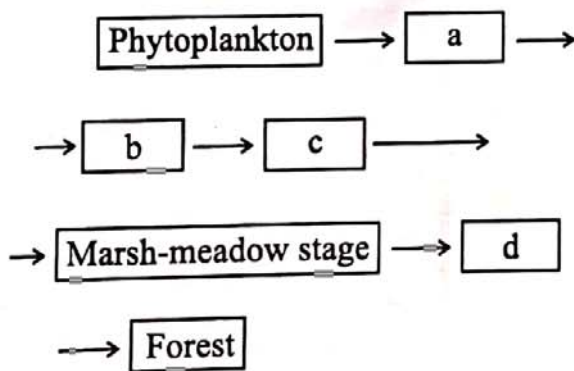 Phytoplankton → a →
→ b → c →
→ Marsh-meadow stage → d
→ Forest